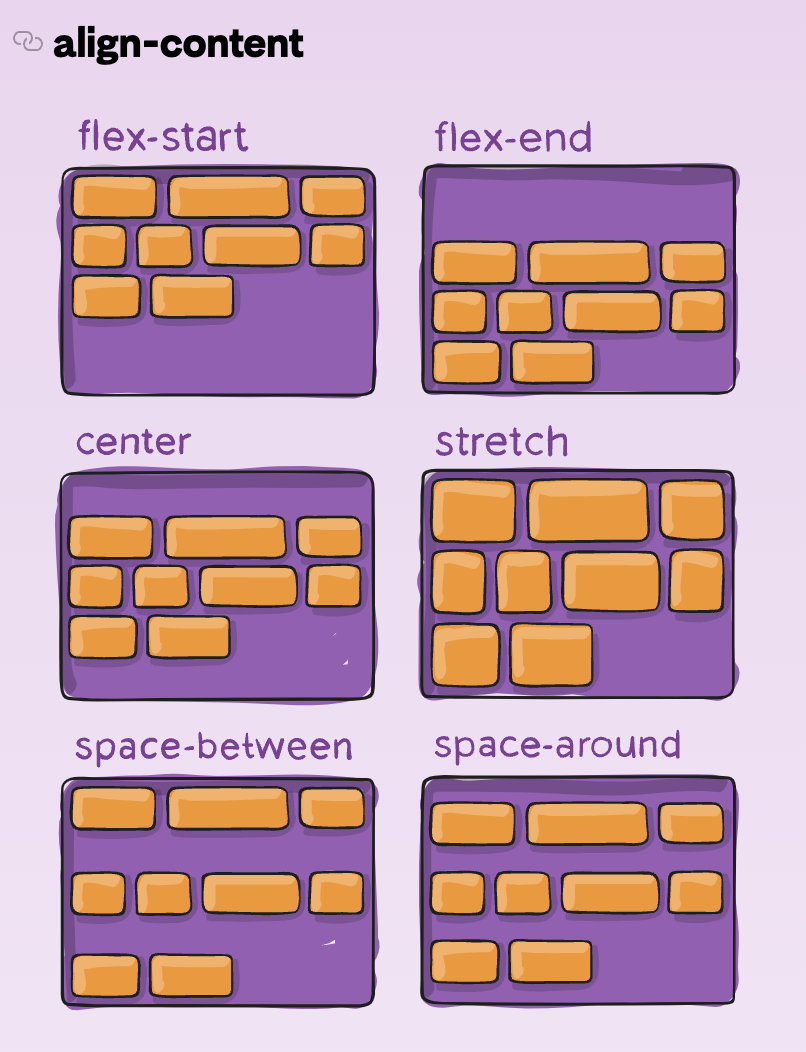 align-content
flex-start
flex-end
center
stretch
space-between
space-around